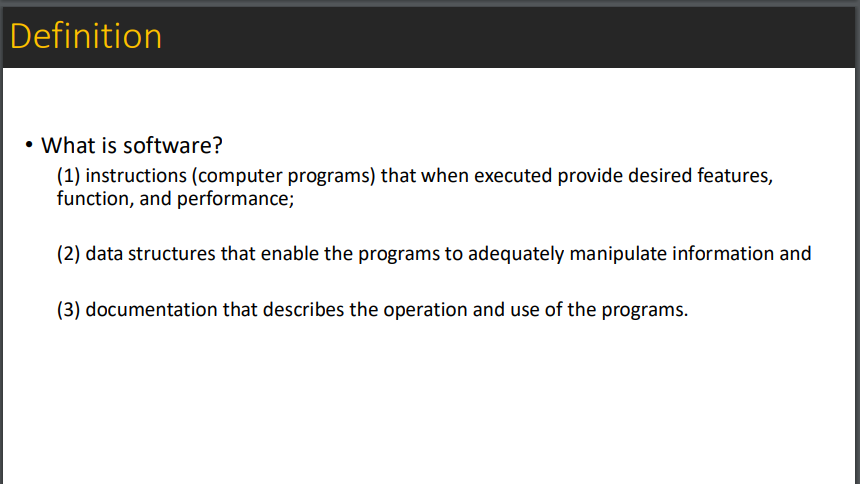 Definition
• What is software?
(1) instructions (computer programs) that when executed provide desired features,
function, and performance;
(2) data structures that enable the programs to adequately manipulate information and
(3) documentation that describes the operation and use of the programs.